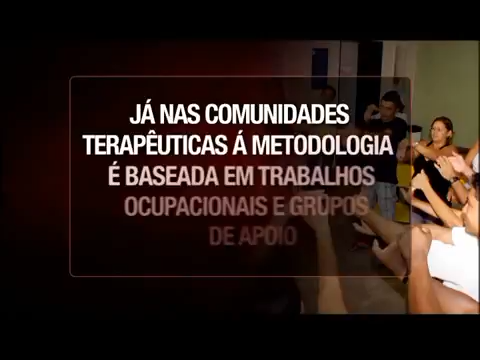 JÁ NAS COMUNIDADES
TERAPÊUTICAS Á METODOLOGIA
É BASEADA EM TRABALHOS
OCUPACIONAIS E GRUPOS
DE APOIO